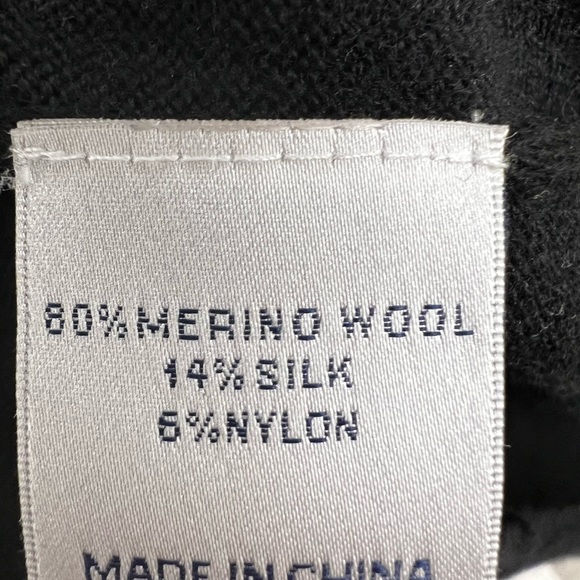 80% MERINO WOOL
14% SILK
6% NYLON
MADE IN CHINA